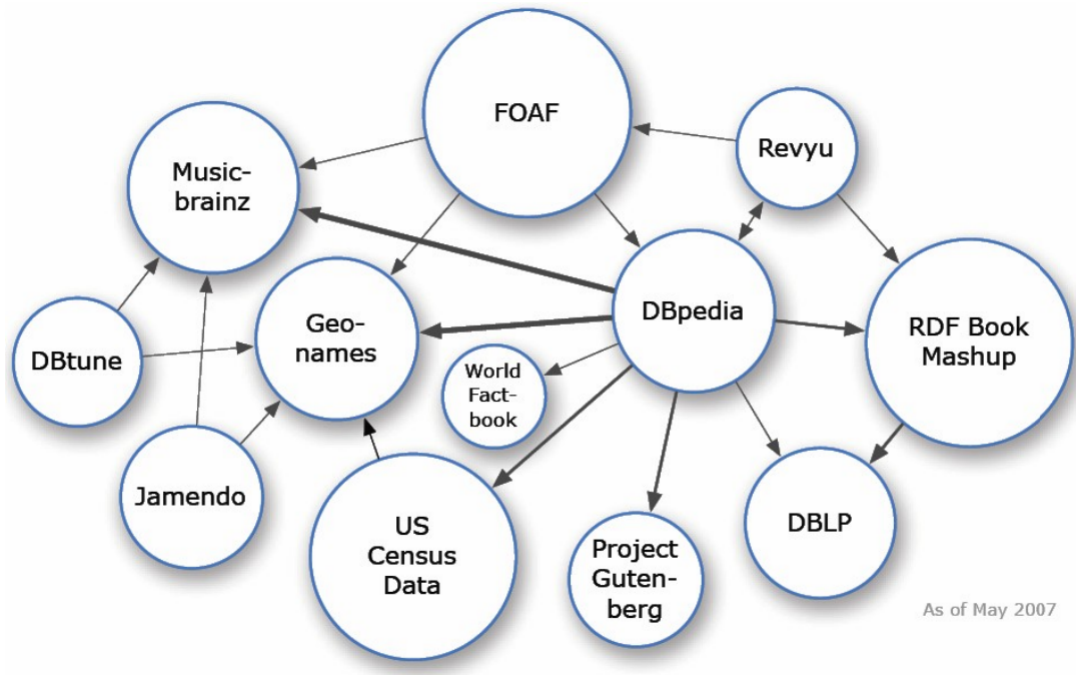 FOAF
Revyu
Music-
brainz
DBpedia
Geo-
names
RDF Book
Mashup
DBtune
World
Fact-
book
Jamendo
US
Census
Data
DBLP
Project
Guten-
berg
As of May 2007